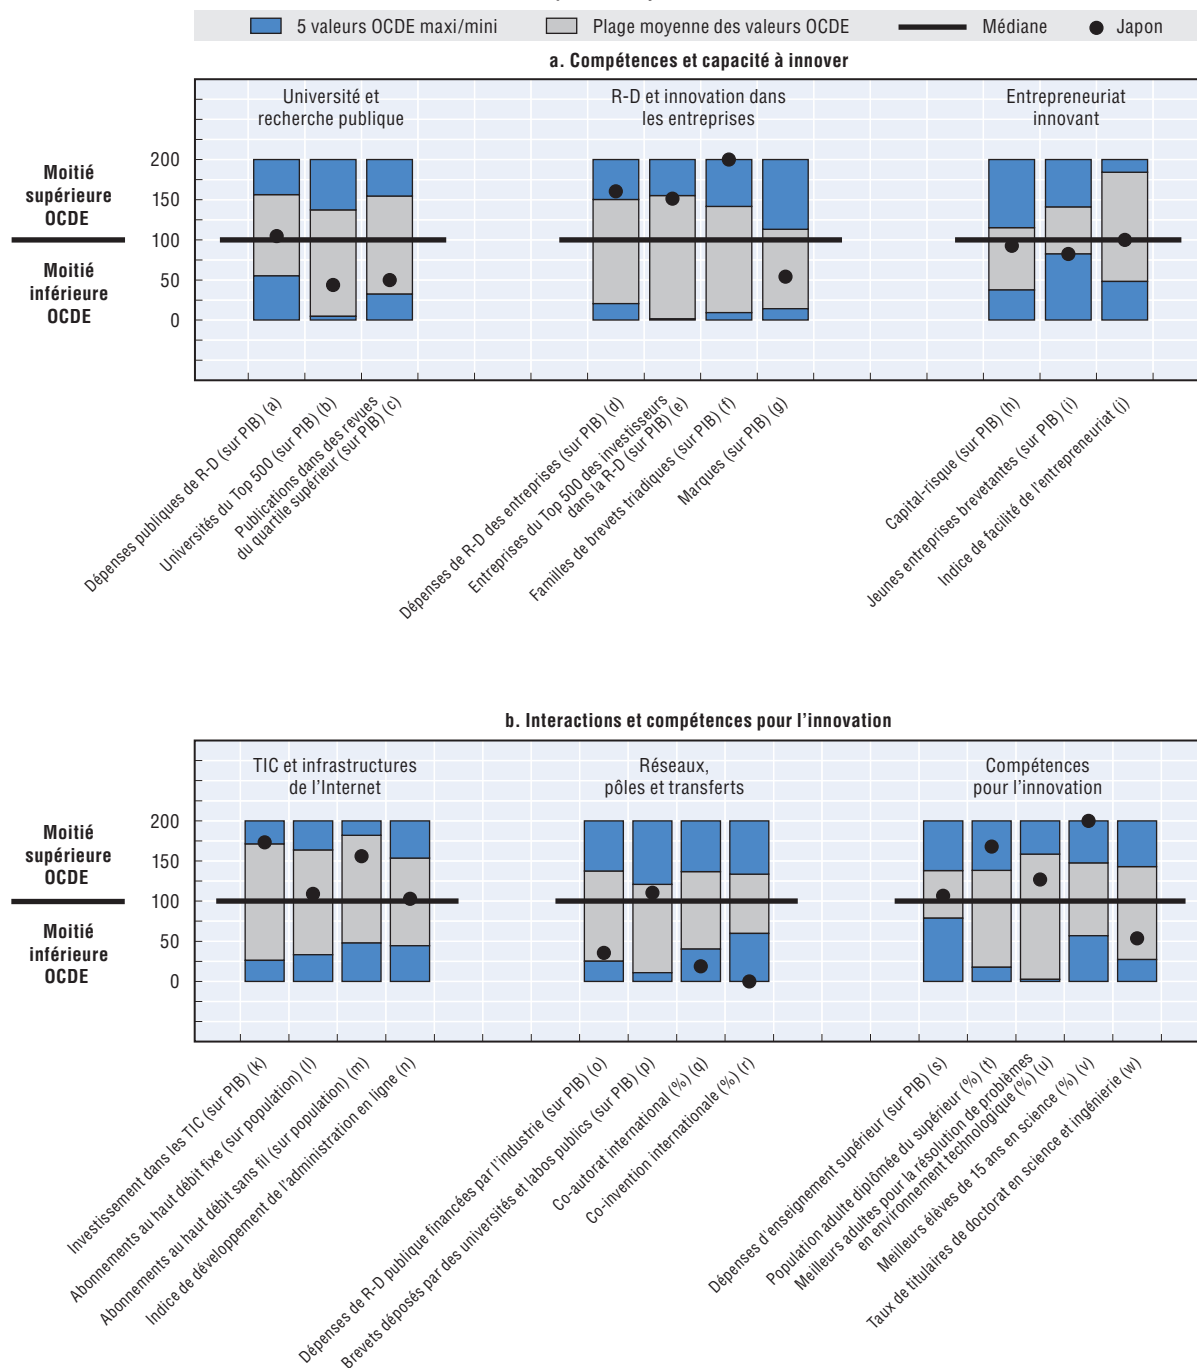 5 valeurs OCDE maxi/mini
Plage moyenne des valeurs OCDE
Médiane
Japon
a. Compétences et capacité à innover
Université et
recherche publique
R-D et innovation dans
les entreprises
Entrepreneuriat
innovant
Moitié
supérieure
OCDE
Moitié
inférieure
OCDE
200
150
100
50
0
Dépenses publiques de R-D (sur PIB) (a)
Universités du Top 500 (sur PIB) (b)
Publications dans des revues
du quartile supérieur (sur PIB) (c)
Dépenses de R-D des entreprises (sur PIB) (d)
Entreprises du Top 500 des investisseurs
dans la R-D (sur PIB) (e)
Familles de brevets triadiques (sur PIB) (f)
Marques (sur PIB) (g)
Capital-risque (sur PIB) (h)
Jeunes entreprises brevetantes (sur PIB) (i)
Indice de facilité de l'entrepreneuriat (j)
b. Interactions et compétences pour l'innovation
TIC et infrastructures
de l'Internet
Réseaux,
pôles et transferts
Compétences
pour l'innovation
Moitié
supérieure
OCDE
Moitié
inférieure
OCDE
200
150
100
50
0
Investissement dans les TIC (sur PIB) (k)
Abonnements au haut débit fixe (sur population) (l)
Abonnements au haut débit sans fil (sur population) (m)
Indice de développement de l'administration en ligne (n)
Dépenses de R-D publique financées par l'industrie (sur PIB) (o)
Brevets déposés par des universités et labos publics (sur PIB) (p)
Co-autorat international (%) (q)
Co-invention internationale (%) (r)
Dépenses d'enseignement supérieur (sur PIB) (s)
Population adulte diplômée du supérieur (%) (t)
Meilleurs adultes pour la résolution de problèmes
en environnement technologique (%) (u)
Meilleurs élèves de 15 ans en science (%) (v)
Taux de titulaires de doctorat en science et ingénierie (w)